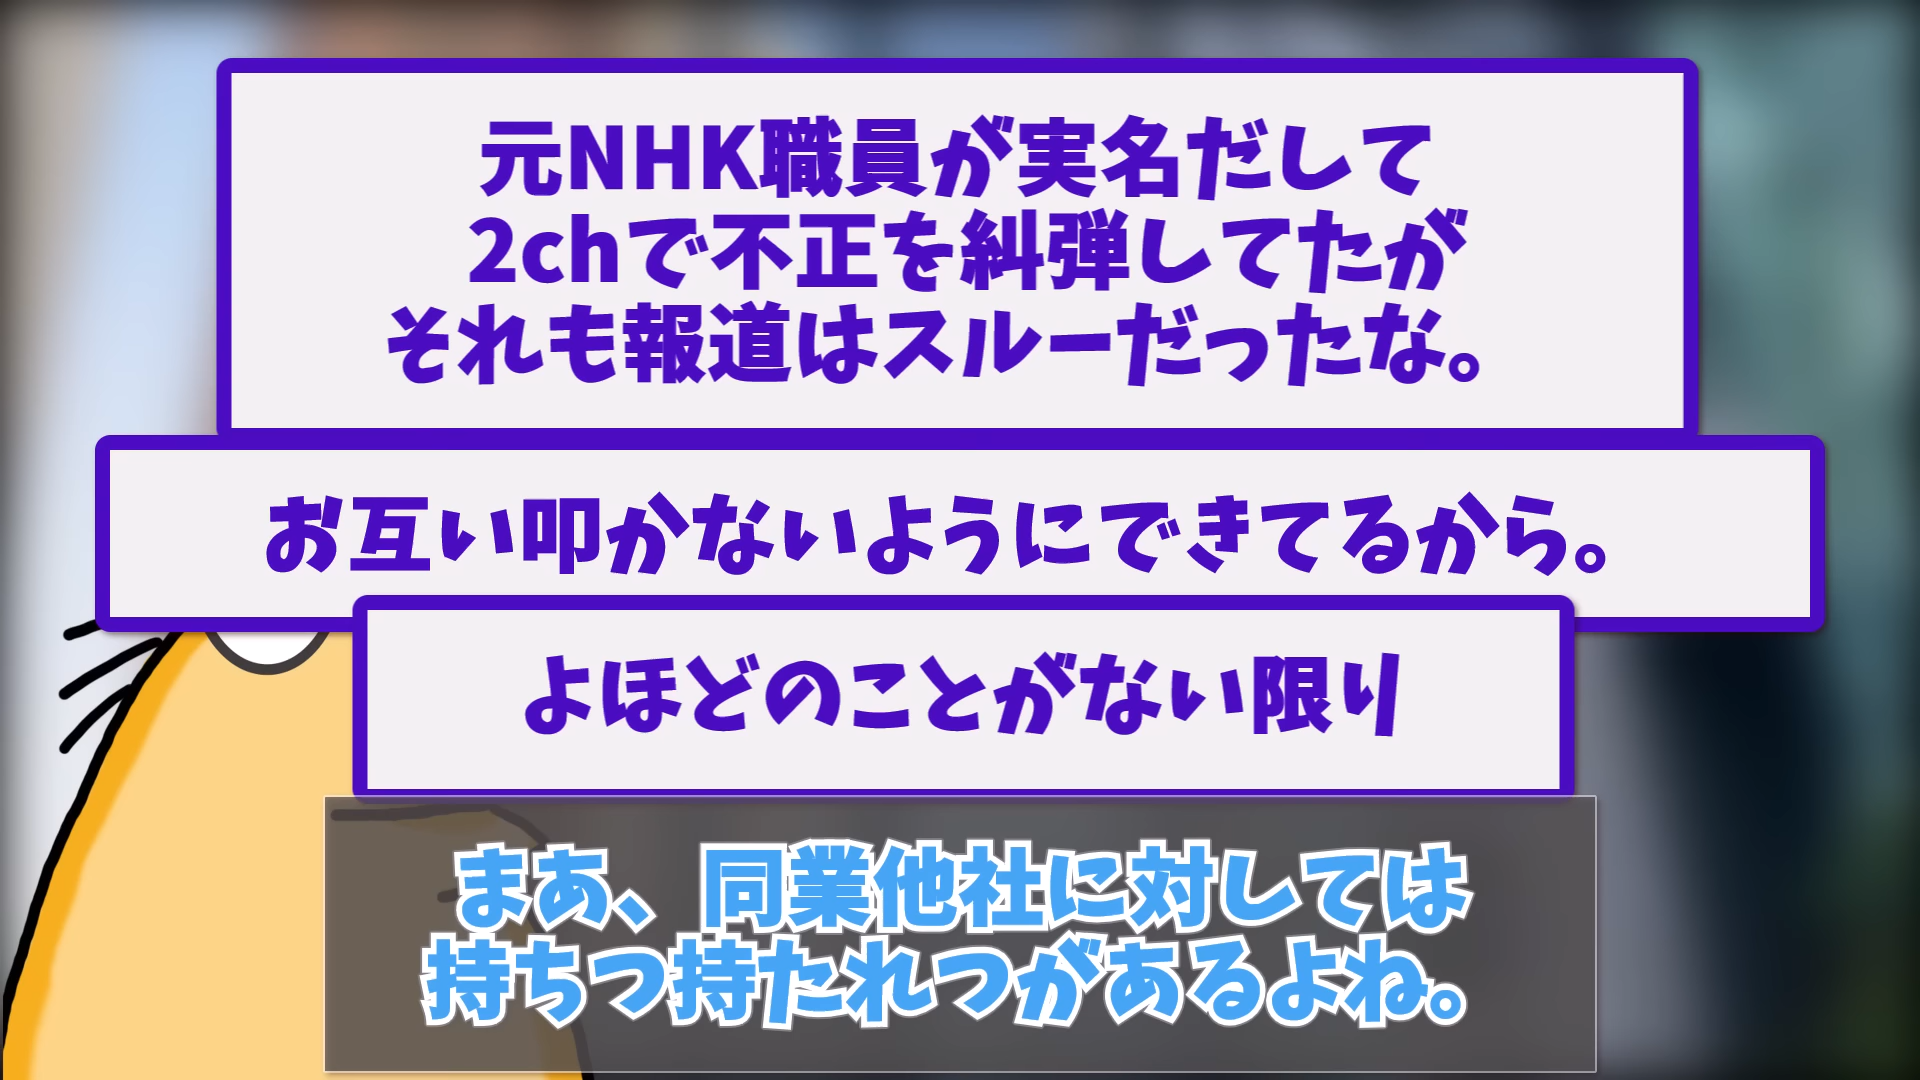 元NHK職員が実名だして
2chで不正を糾弾してたが
それも報道はスルーだったな。
お互い叩かないようにできてるから。
よほどのことがない限り
まあ、同業他社に対しては
持ちつ持たれつがあるよね。